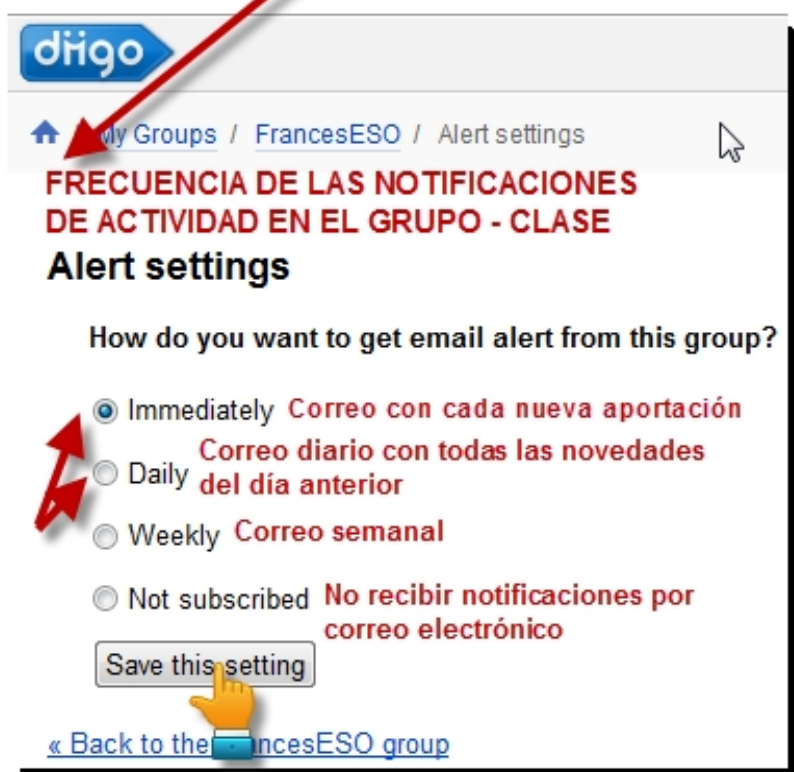 diigo
My Groups / FrancesESO / Alert settings
FRECUENCIA DE LAS NOTIFICACIONES
DE ACTIVIDAD EN EL GRUPO - CLASE
Alert settings
How do you want to get email alert from this group?
Immediately Correo con cada nueva aportación
Daily Correo diario con todas las novedades
del día anterior
Weekly Correo semanal
Not subscribed No recibir notificaciones por
correo electrónico
Save this setting
« Back to the FrancesESO group